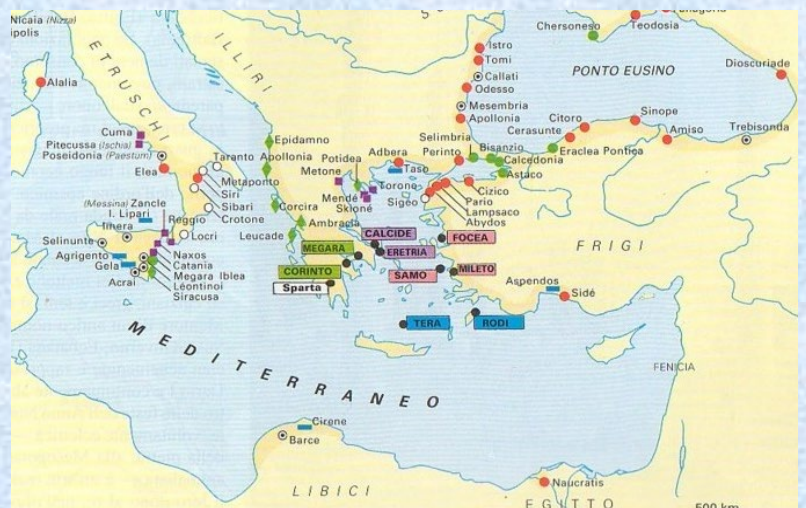 Nicaia (Nizza)
ipolis
ETRUSCHI
ILLIRI
Alalia
Cuma
Pitecussa (Ischia)
Poseidonia (Paestum)
Elea
Taranto
Metaponto
Siri
Sibari
Crotone
Locri
(Messina) Zancle
I. Lipari
Reggio
Imera
Selinunte
Agrigento
Gela
Acrai
Naxos
Catania
Megara Iblea
Léontinoi
Siracusa
Epidamno
Apollonia
Corcira
Leucade
Ambracia
Potidea
Metone
Mendé
Skioné
Torone
Adbera
Taso
Sigeo
Selimbria
Perinto
Bisanzio
Calcedonia
Astaco
Cizico
Pario
Lampsaco
Abydos
Istro
Tomi
Callati
Odesso
Mesembria
Apollonia
Chersoneso
Teodosia
PONTO EUSINO
Dioscuriade
Citoro
Cerasunte
Sinope
Eraclea Pontica
Amiso
Trebisonda
CALCIDE
ERETRIA
MEGARA
CORINTO
Sparta
FOCEA
SAMO
MILETO
TERA
RODI
FRIGI
Aspendos
Sidé
MEDITERRANEO
FENICIA
Cirene
Barce
LIBICI
Naucratis
EGITTO
500 km